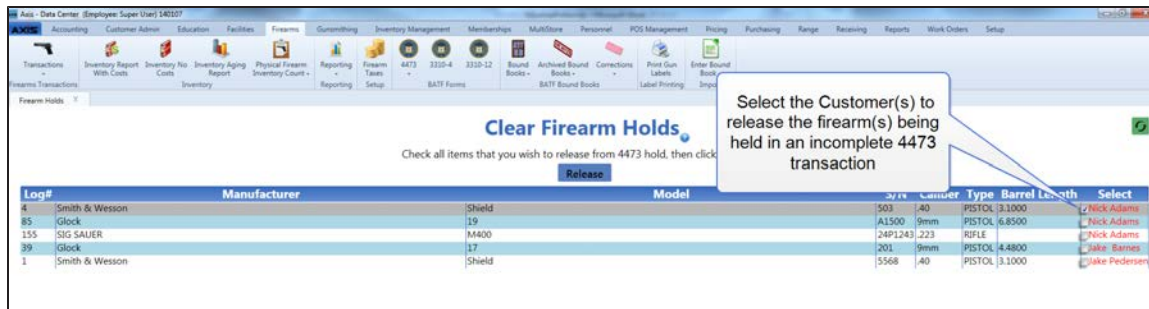 Axis - Data Center (Employee: Super User) 140107
AXIS Accounting Customer Admin Education Facilities Firearms Gunsmithing Inventory Management Memberships MultiStore Personnel POS Management Pricing Purchasing Range Receiving Reports Work Orders Setup
Transactions Inventory Report With Costs Inventory No Costs Inventory Aging Report Physical Firearm Inventory Count Reporting Firearm Taxes 4473 3310-4 3310-12 Bound Books Archived Bound Books Corrections Print Gun Labels Enter Bound Book
Firearms Transactions Inventory Reporting Setup BATF Forms BATF Bound Books Label Printing
Firearm Holds X
Clear Firearm Holds
Check all items that you wish to release from 4473 hold, then click
Release
Select the Customer(s) to
release the firearm(s) being
held in an incomplete 4473
transaction
Log# Manufacturer Model S/N Caliber Type Barrel Length Select
4 Smith & Wesson Shield 503 .40 PISTOL 3.1000 Nick Adams
85 Glock 19 A1500 9mm PISTOL 6.8500 Nick Adams
155 SIG SAUER M400 24P1243 .223 RIFLE Nick Adams
39 Glock 17 201 9mm PISTOL 4.4800 Jake Barnes
1 Smith & Wesson Shield 5568 .40 PISTOL 3.1000 Jake Pedersen